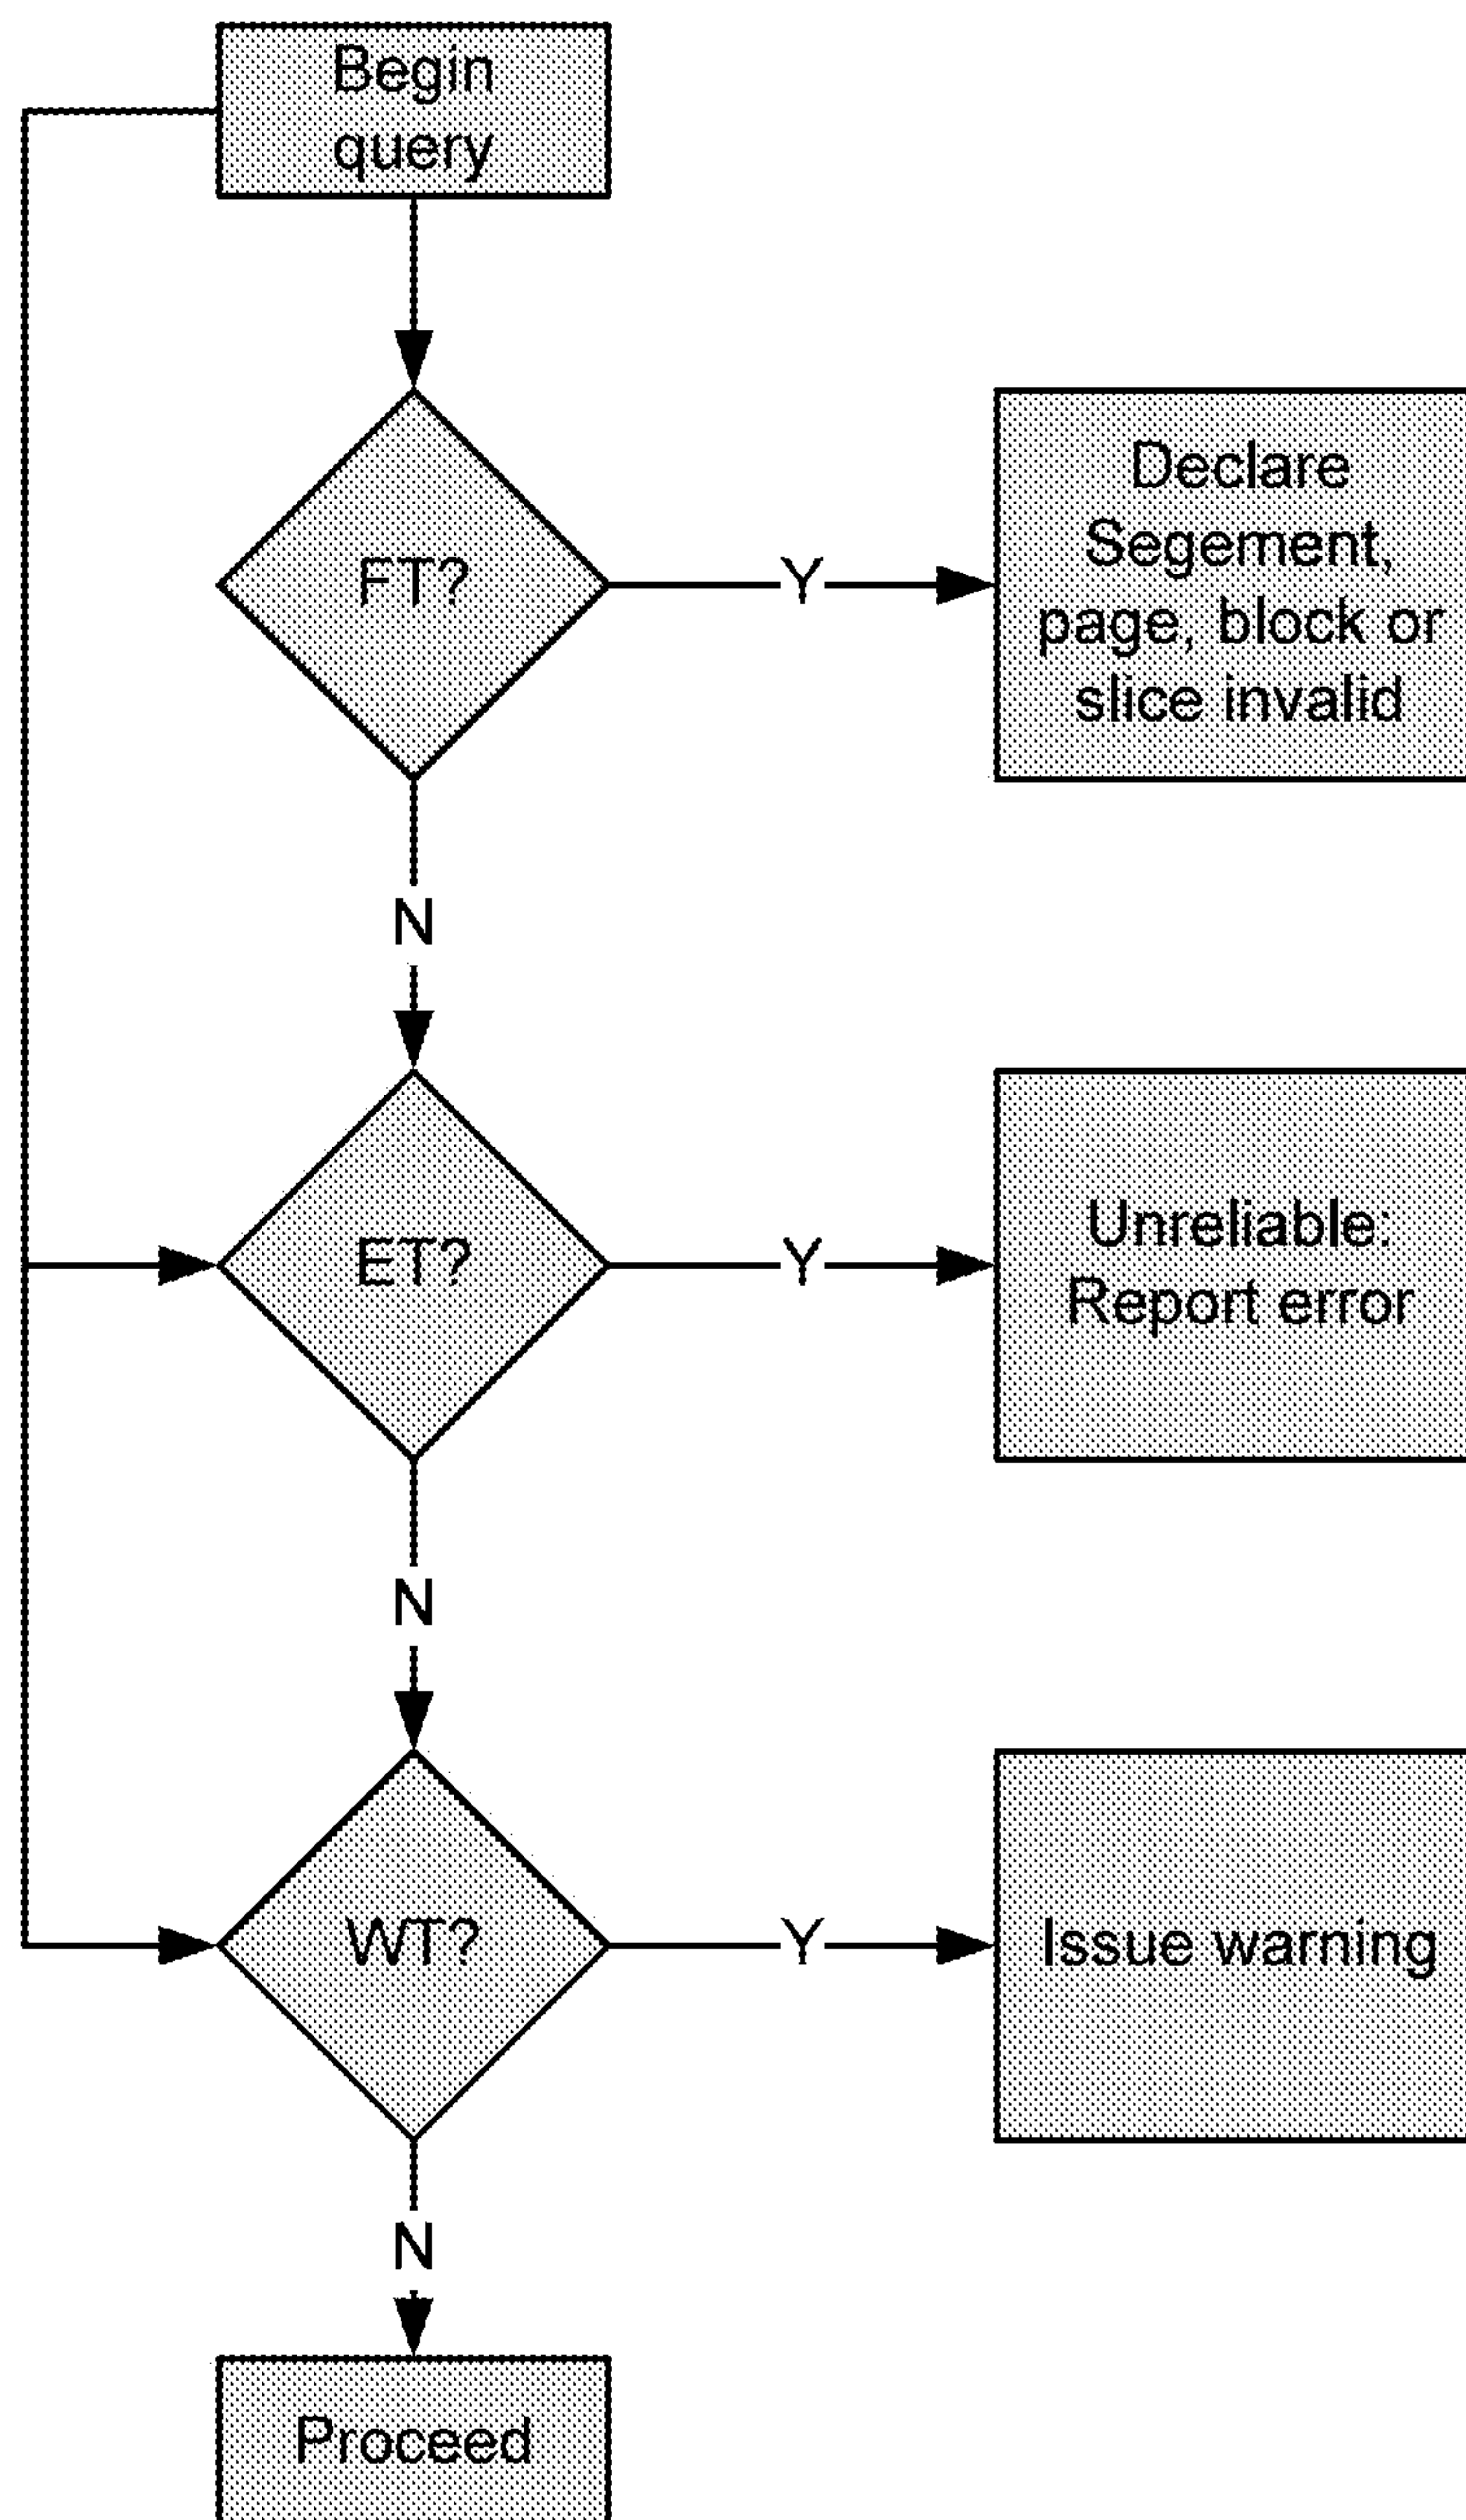 Begin
query
FT?
Y
Declare
Segement,
page, block or
slice invalid
N
ET?
Y
Unreliable:
Report error
N
WT?
Y
Issue warning
N
Proceed